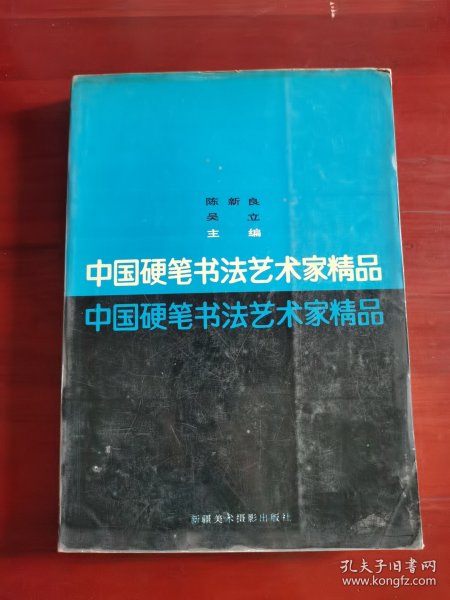 陈新良
吴立
主编
中国硬笔书法艺术家精品
中国硬笔书法艺术家精品
新疆美术摄影出版社
孔夫子旧书网
www.kongfz.com